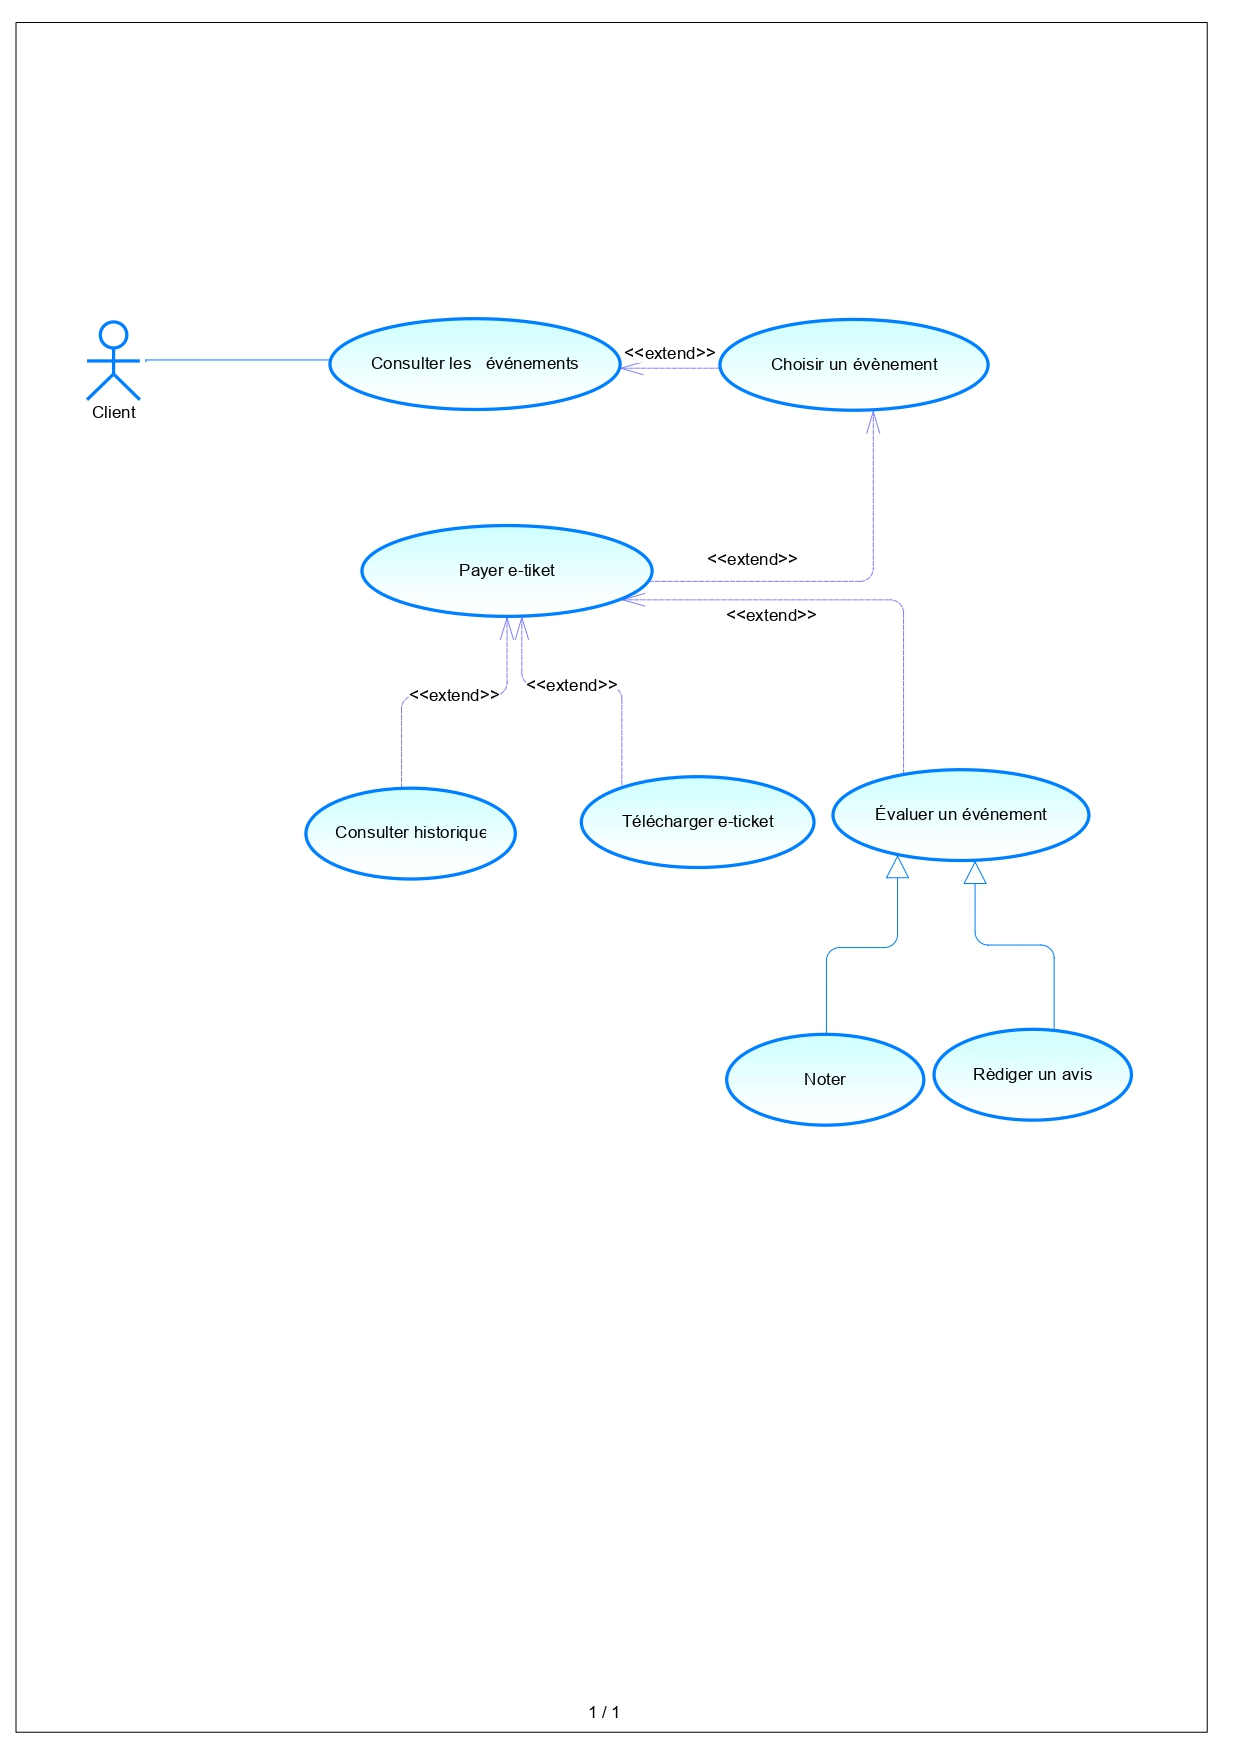 Client
Consulter les événements
<<extend>>
Choisir un évènement
Payer e-tiket
<<extend>>
<<extend>>
<<extend>>
<<extend>>
Consulter historique
Télécharger e-ticket
Évaluer un événement
Noter
Rèdiger un avis
1 / 1